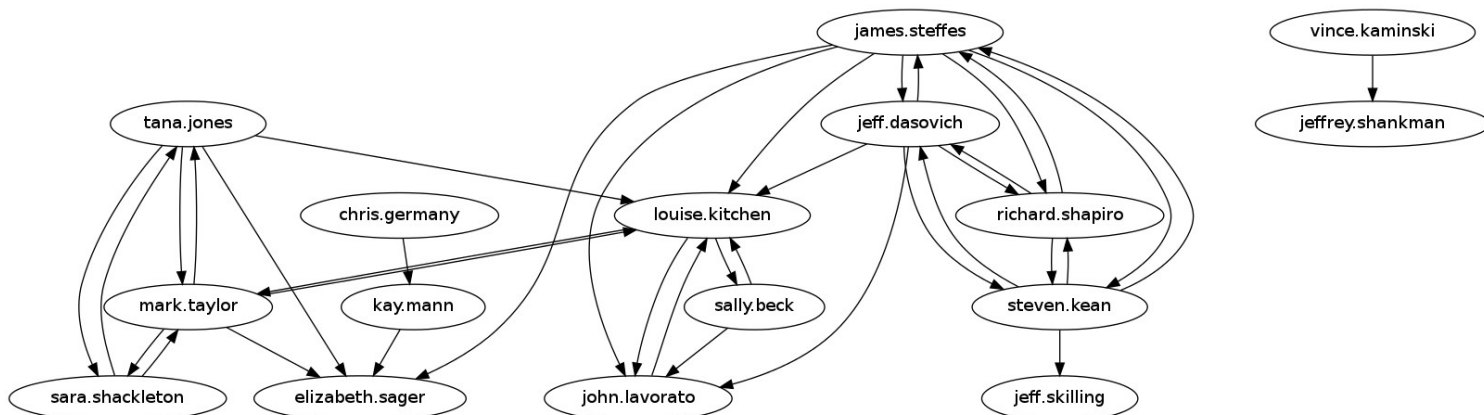 james.steffes
vince.kaminski
tana.jones
jeff.dasovich
jeffrey.shankman
chris.germany
louise.kitchen
richard.shapiro
mark.taylor
kay.mann
sally.beck
steven.kean
sara.shackleton
elizabeth.sager
john.lavorato
jeff.skilling